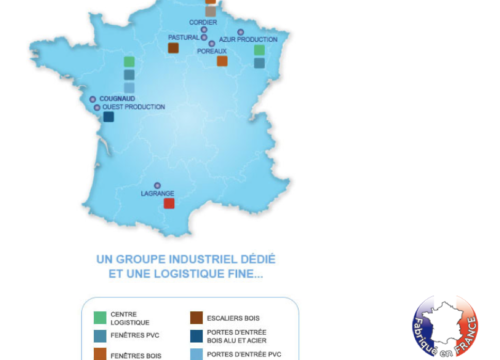 CORDIER
PASTURAL
AZUR PRODUCTION
POREAUX
COUGNAUD
OUEST PRODUCTION
LAGRANGE
UN GROUPE INDUSTRIEL DÉDIÉ
ET UNE LOGISTIQUE FINE...
CENTRE
LOGISTIQUE
FENÊTRES PVC
FENÊTRES BOIS
ESCALIERS BOIS
PORTES D'ENTRÉE
BOIS ALU ET ACIER
PORTES D'ENTRÉE PVC
Fabriqué en FRANCE